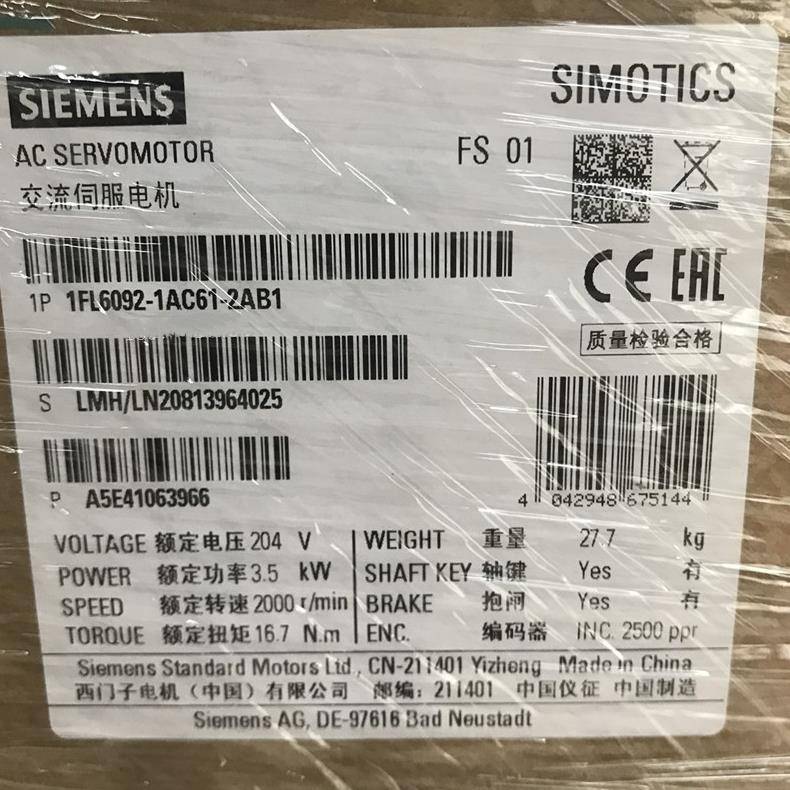 SIEMENS
SIMOTICS
AC SERVOMOTOR
FS 01
交流伺服电机
1P 1FL6092-1AC61-2AB1
CE EAC
质量检验合格
S LMH/LN20813964025
P A5E41063966
4 042948 675144
VOLTAGE 额定电压 204 V
WEIGHT 重量 27.7 kg
POWER 额定功率 3.5 kW
SHAFT KEY 轴键 Yes 有
SPEED 额定转速 2000 r/min
BRAKE 抱闸 Yes 有
TORQUE 额定扭矩 16.7 N.m
ENC. 编码器 INC. 2500 ppr
Siemens Standard Motors Ltd., CN-211401 Yizheng Made in China
西门子电机（中国）有限公司 邮编：211401 中国仪征 中国制造
Siemens AG, DE-97616 Bad Neustadt